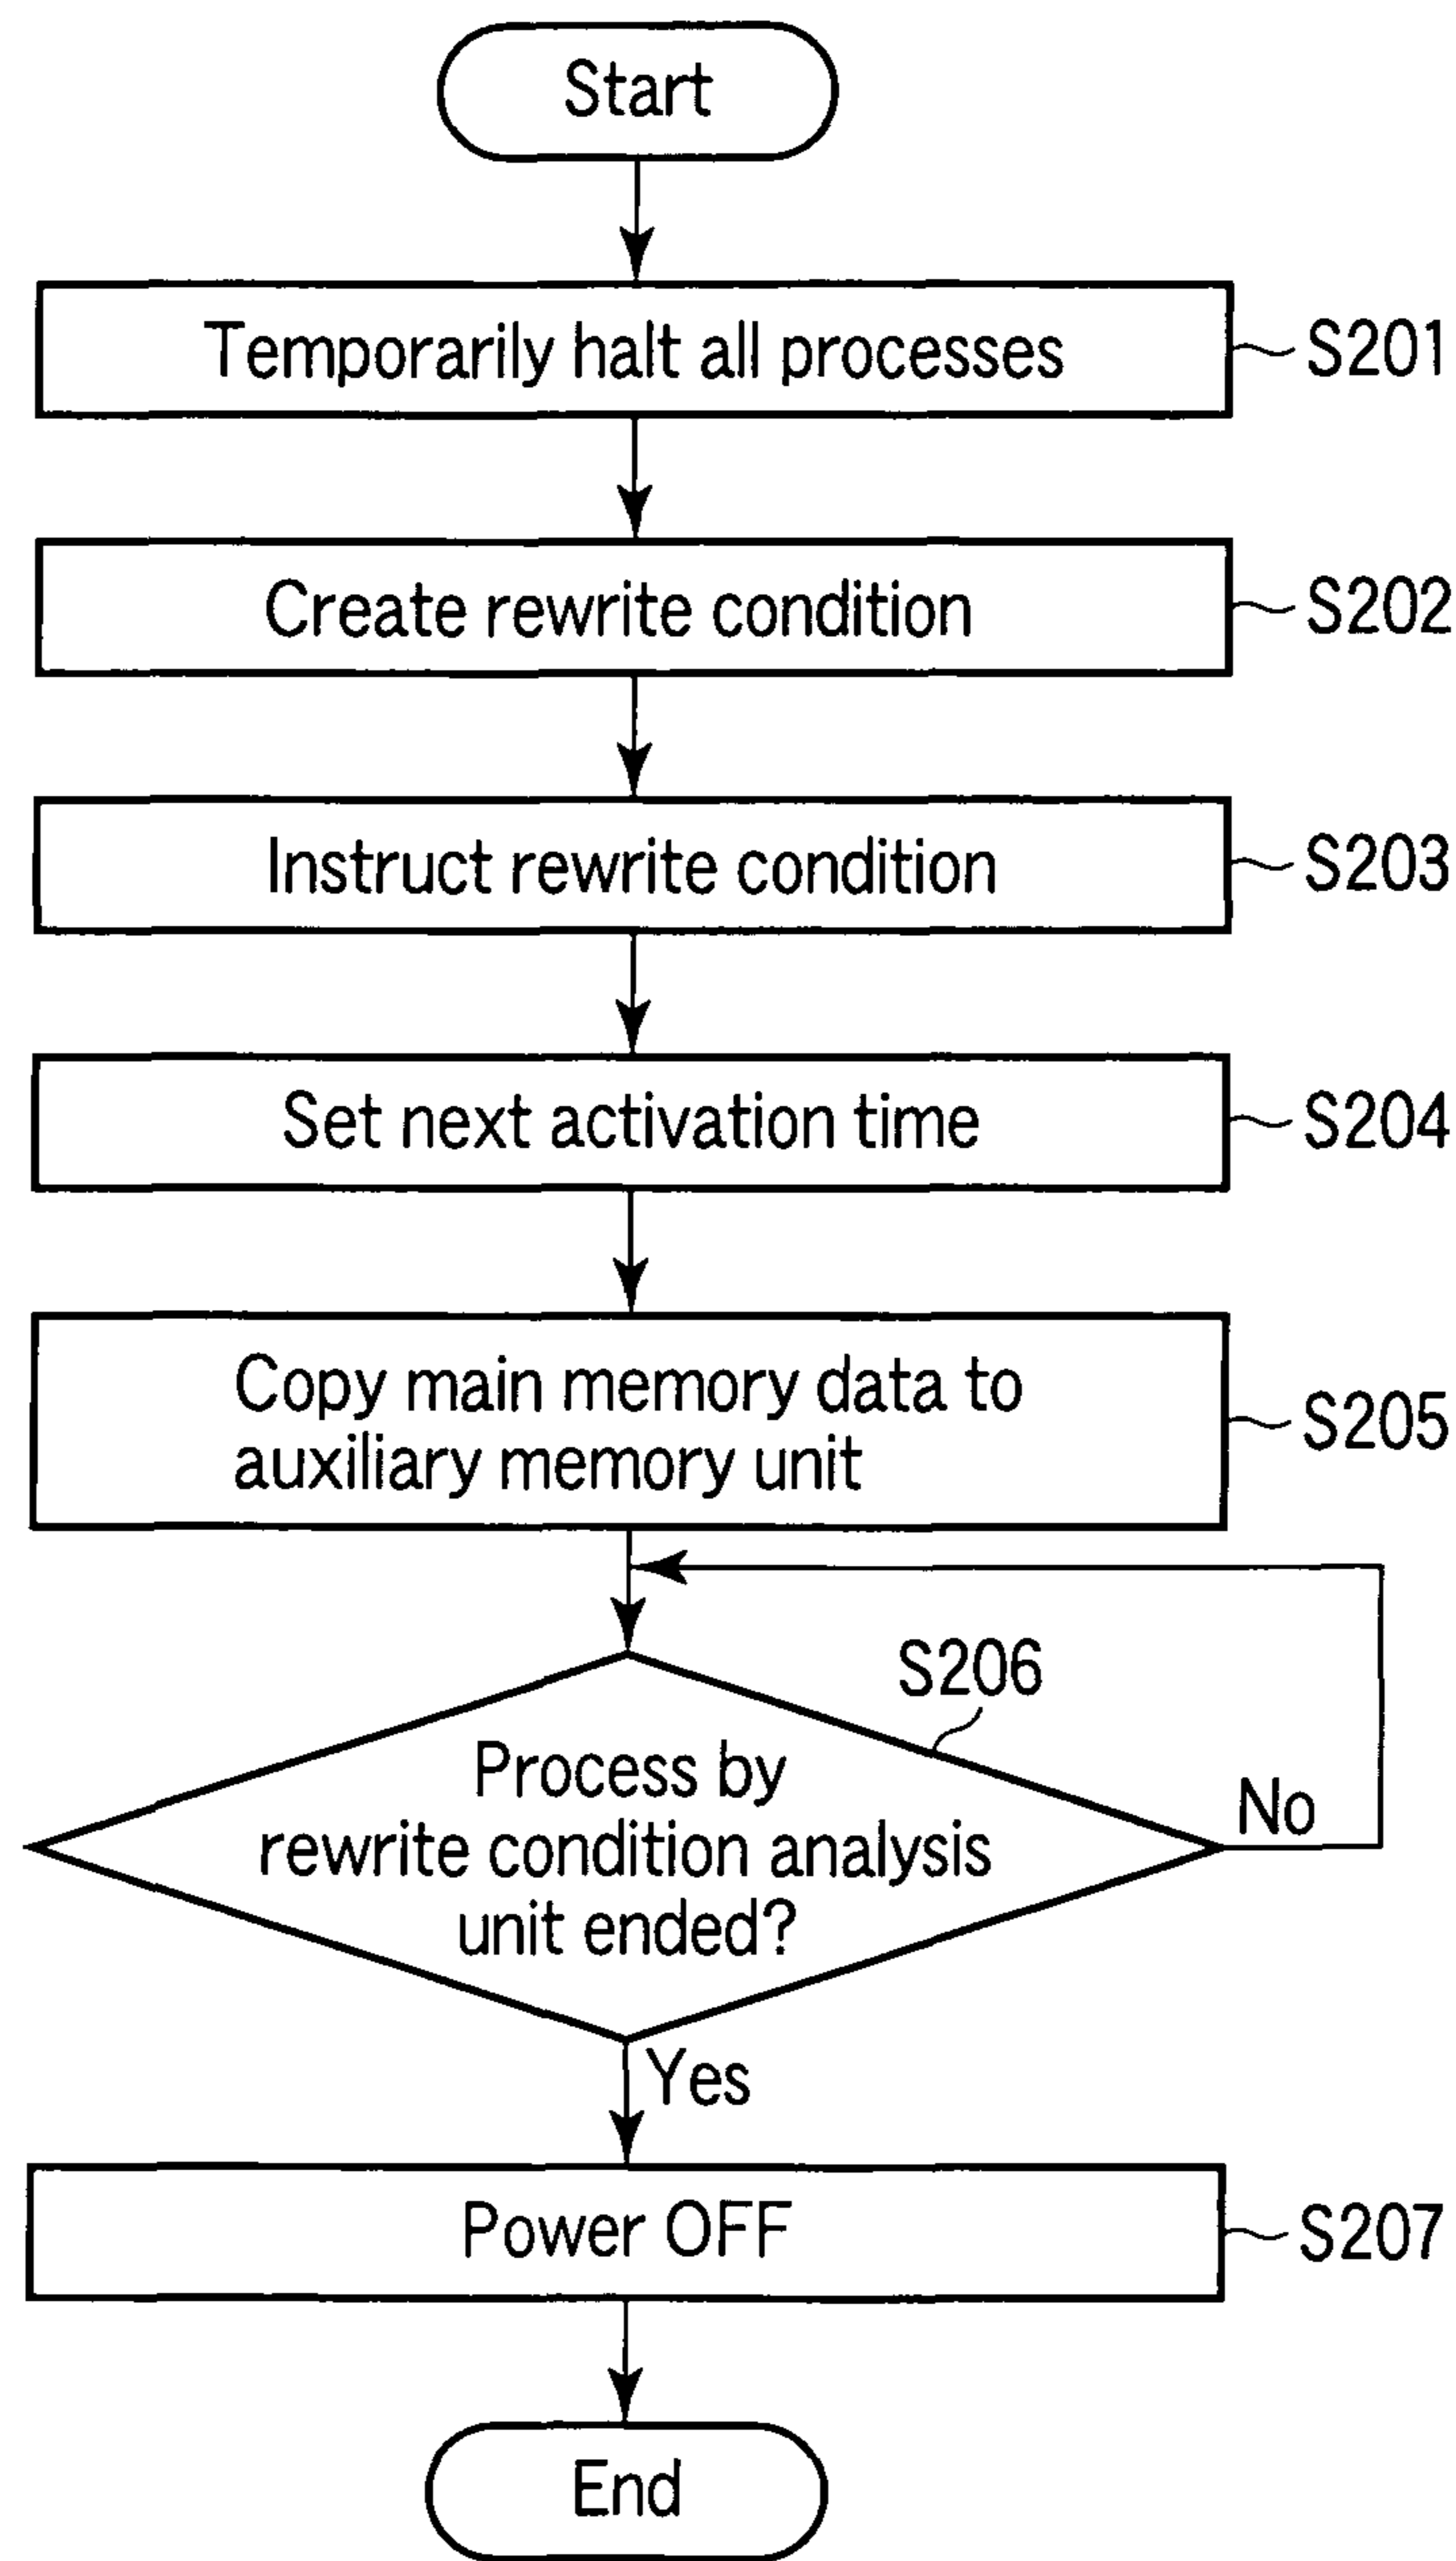 Start
Temporarily halt all processes
S201
Create rewrite condition
S202
Instruct rewrite condition
S203
Set next activation time
S204
Copy main memory data to
auxiliary memory unit
S205
S206
Process by
rewrite condition analysis
unit ended?
No
Yes
Power OFF
S207
End